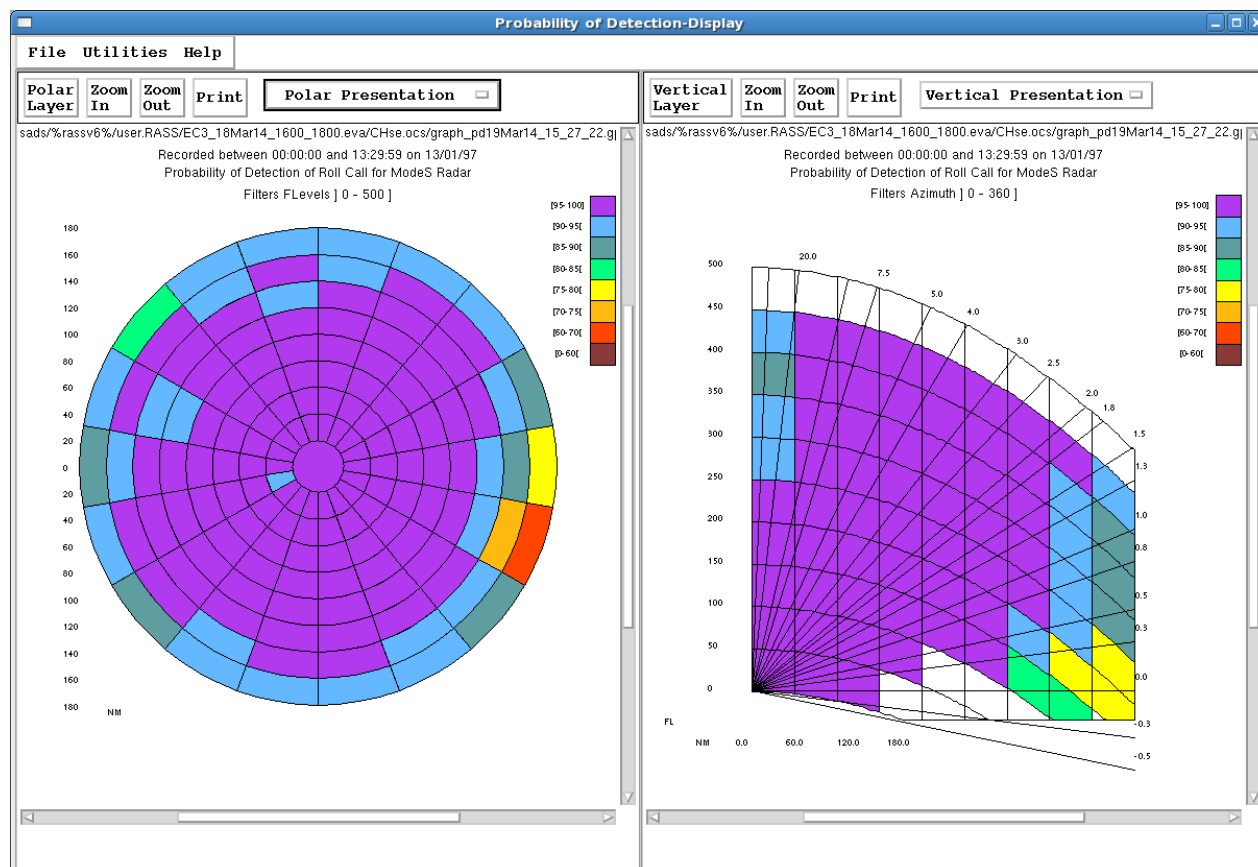 Probability of Detection-Display
File Utilities Help
Polar Layer
Zoom In
Zoom Out
Print
Polar Presentation
sads/%rassv6%/user.RASS/EC3_18Mar14_1600_1800.eva/CHse.ocs/graph_pd19Mar14_15_27_22.g
Recorded between 00:00:00 and 13:29:59 on 13/01/97
Probability of Detection of Roll Call for ModeS Radar
Filters FLevels ] 0 - 500 ]
[95-100]
[90-95[
[85-90[
[80-85[
[75-80[
[70-75[
[60-70[
[0-60[
180
160
140
120
100
80
60
40
20
0
20
40
60
80
100
120
140
160
180
NM
Vertical Layer
Zoom In
Zoom Out
Print
Vertical Presentation
sads/%rassv6%/user.RASS/EC3_18Mar14_1600_1800.eva/CHse.ocs/graph_pd19Mar14_15_27_22.g
Recorded between 00:00:00 and 13:29:59 on 13/01/97
Probability of Detection of Roll Call for ModeS Radar
Filters Azimuth ] 0 - 360 ]
[95-100]
[90-95[
[85-90[
[80-85[
[75-80[
[70-75[
[60-70[
[0-60[
500
450
400
350
300
250
200
150
100
50
0
20.0
7.5
5.0
4.0
3.0
2.5
2.0
1.8
1.5
1.3
1.0
0.8
0.5
0.3
0.0
-0.3
-0.5
FL
NM 0.0 60.0 120.0 180.0